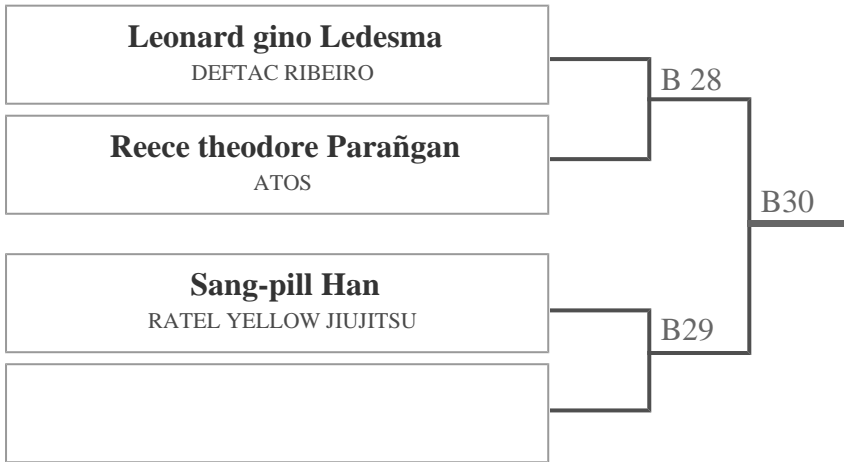 Leonard gino Ledesma
DEFTAC RIBEIRO
B 28
Reece theodore Parañgan
ATOS
B30
Sang-pill Han
RATEL YELLOW JIUJITSU
B29